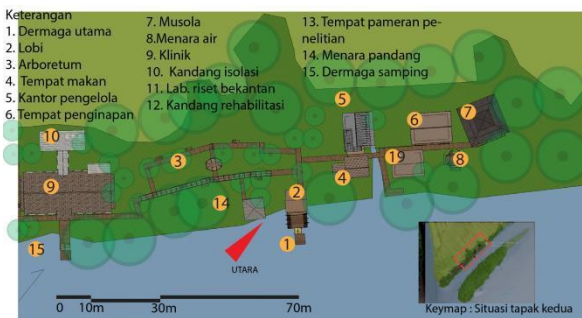 Keterangan
1. Dermaga utama
2. Lobi
3. Arboretum
4. Tempat makan
5. Kantor pengelola
6. Tempat penginapan
7. Musola
8.Menara air
9. Klinik
10. Kandang isolasi
11. Lab. riset bekantan
12. Kandang rehabilitasi
13. Tempat pameran pe-
nelitian
14. Menara pandang
15. Dermaga samping
5
6
7
10
3
4
19
8
9
14
2
15
1
UTARA
0 10m 30m 70m
Keymap : Situasi tapak kedua